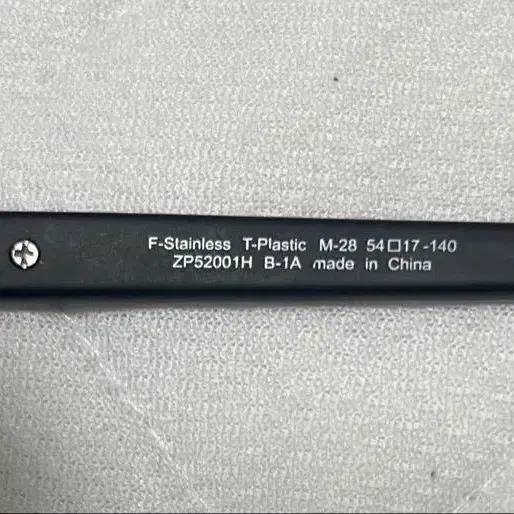 F-Stainless T-Plastic M-28 54□17-140
ZP52001H B-1A made in China